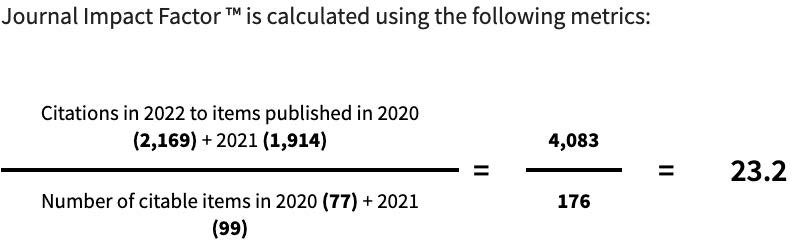 Journal Impact Factor ™ is calculated using the following metrics:
Citations in 2022 to items published in 2020
(2,169) + 2021 (1,914)
Number of citable items in 2020 (77) + 2021
(99)
=
4,083
176
=
23.2